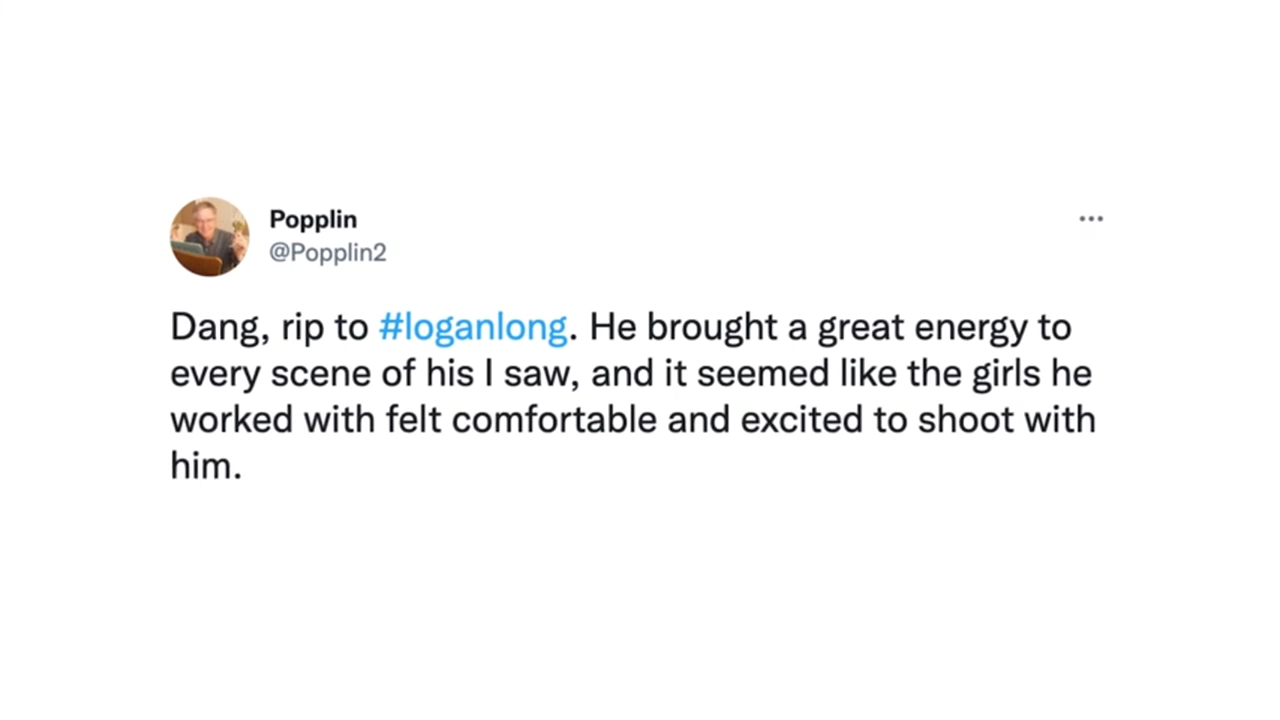 Popplin
@Popplin2
Dang, rip to #loganlong. He brought a great energy to
every scene of his I saw, and it seemed like the girls he
worked with felt comfortable and excited to shoot with
him.